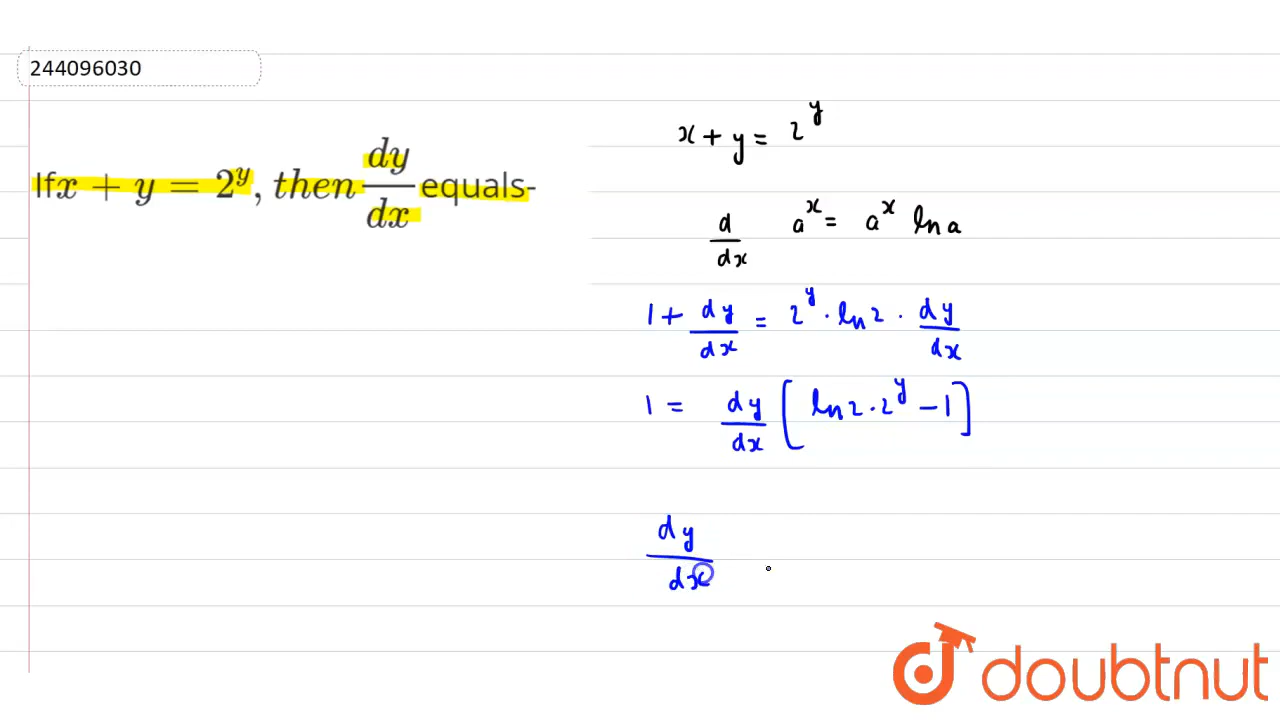 244096030
If x + y = 2^y, then dy/dx equals-
x + y = 2^y
d/dx a^x = a^x ln a
1 + dy/dx = 2^y · ln 2 · dy/dx
1 = dy/dx [ ln 2 · 2^y − 1 ]
dy/dx
doubtnut